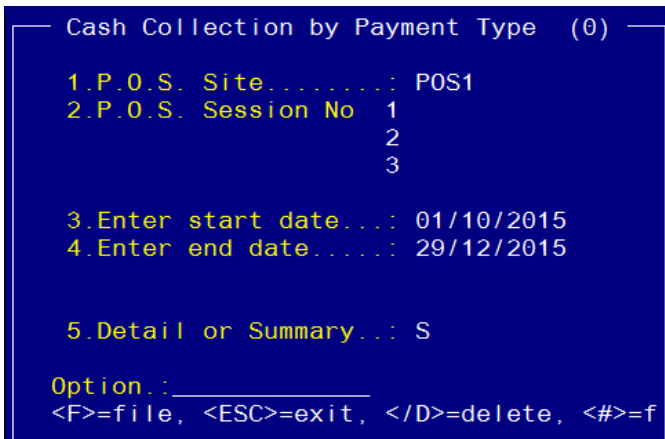 Cash Collection by Payment Type (0)
1.P.O.S. Site........: POS1
2.P.O.S. Session No 1
2
3
3.Enter start date...: 01/10/2015
4.Enter end date.....: 29/12/2015
5.Detail or Summary..: S
Option.:_______________
<F>=file, <ESC>=exit, </D>=delete, <#>=f